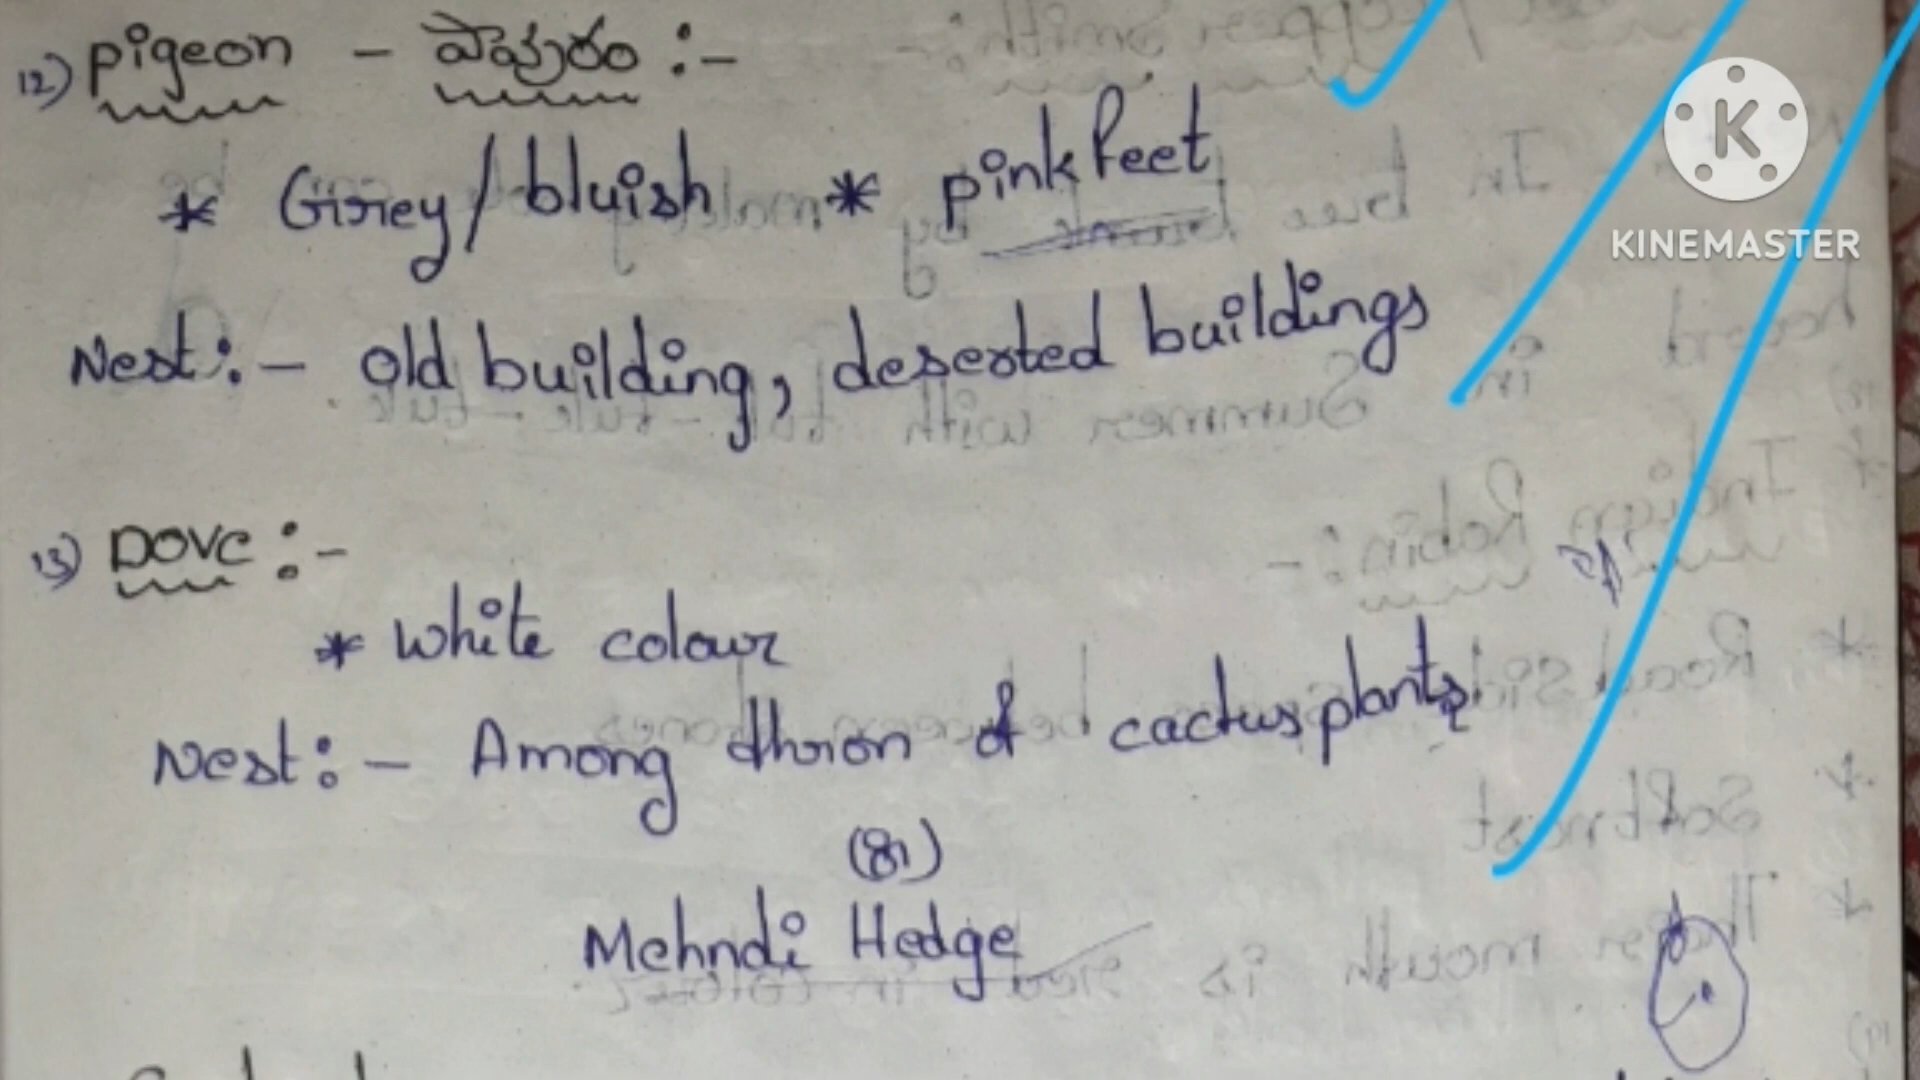 12) pigeon - పావురం :-
* Grey/bluish * pink feet
Nest:- old building, deserted buildings
13) Dove :-
* White colour
Nest:- Among thron of cactus plants
(or)
Mehndi Hedge
K
KINEMASTER